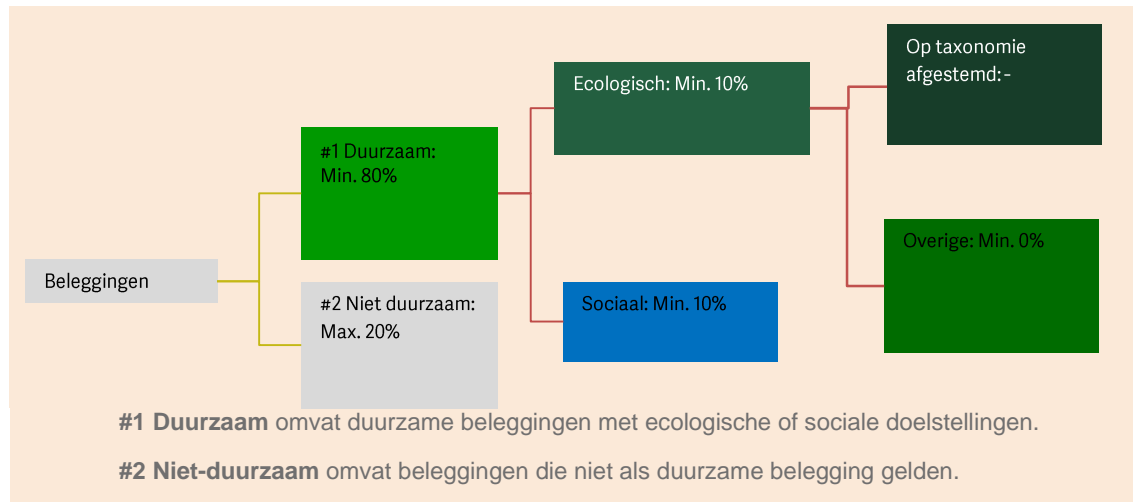 Beleggingen
#1 Duurzaam:
Min. 80%
#2 Niet duurzaam:
Max. 20%
Ecologisch: Min. 10%
Sociaal: Min. 10%
Op taxonomie
afgestemd:-
Overige: Min. 0%
#1 Duurzaam omvat duurzame beleggingen met ecologische of sociale doelstellingen.
#2 Niet-duurzaam omvat beleggingen die niet als duurzame belegging gelden.